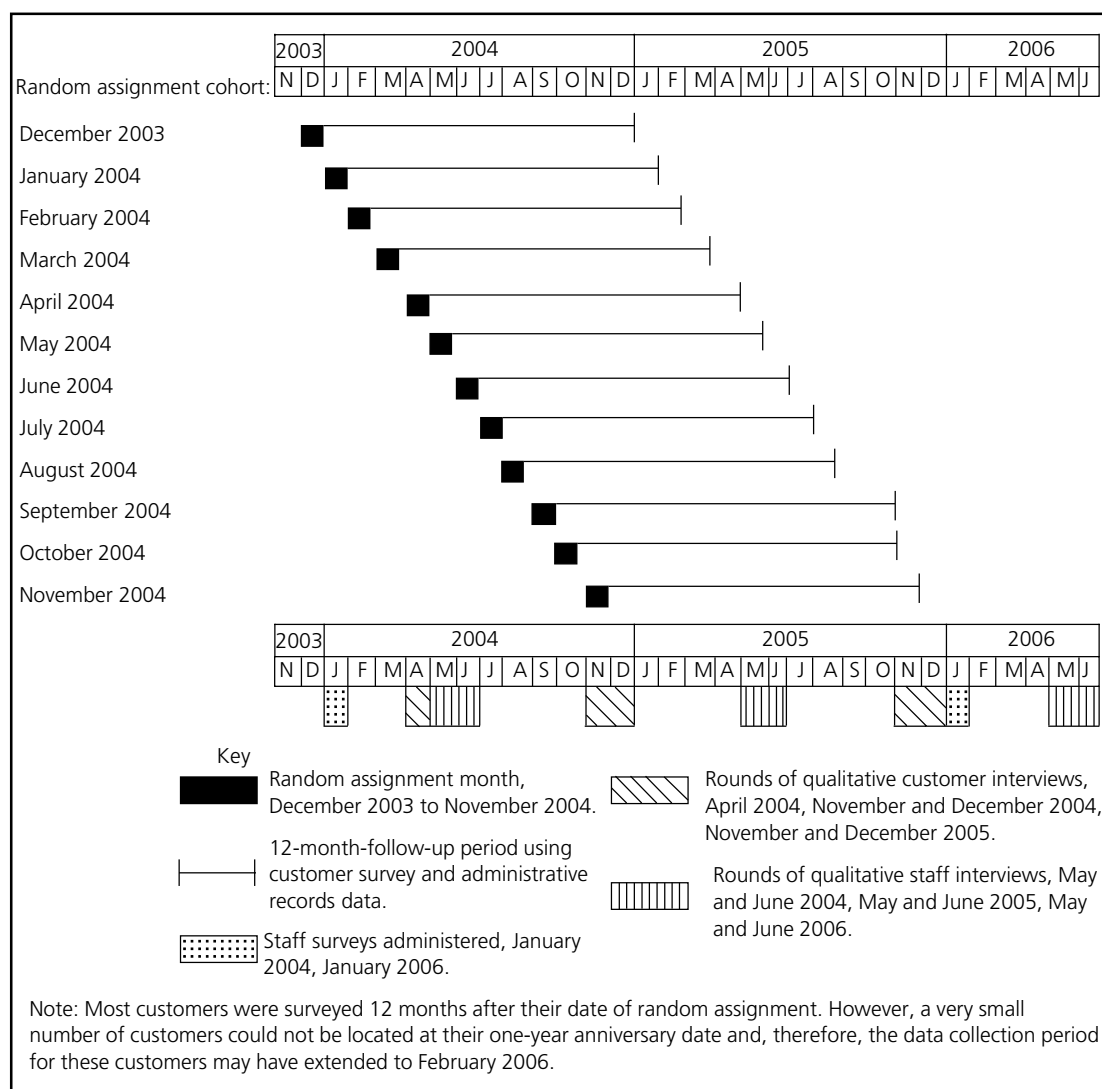 2003 2004 2005 2006
Random assignment cohort: N D J F M A M J J A S O N D J F M A M J J A S O N D J F M A M J
December 2003
January 2004
February 2004
March 2004
April 2004
May 2004
June 2004
July 2004
August 2004
September 2004
October 2004
November 2004
2003 2004 2005 2006
N D J F M A M J J A S O N D J F M A M J J A S O N D J F M A M J
Key
Random assignment month,
December 2003 to November 2004.
12-month-follow-up period using
customer survey and administrative
records data.
Staff surveys administered, January
2004, January 2006.
Rounds of qualitative customer interviews,
April 2004, November and December 2004,
November and December 2005.
Rounds of qualitative staff interviews, May
and June 2004, May and June 2005, May
and June 2006.
Note: Most customers were surveyed 12 months after their date of random assignment. However, a very small
number of customers could not be located at their one-year anniversary date and, therefore, the data collection period
for these customers may have extended to February 2006.